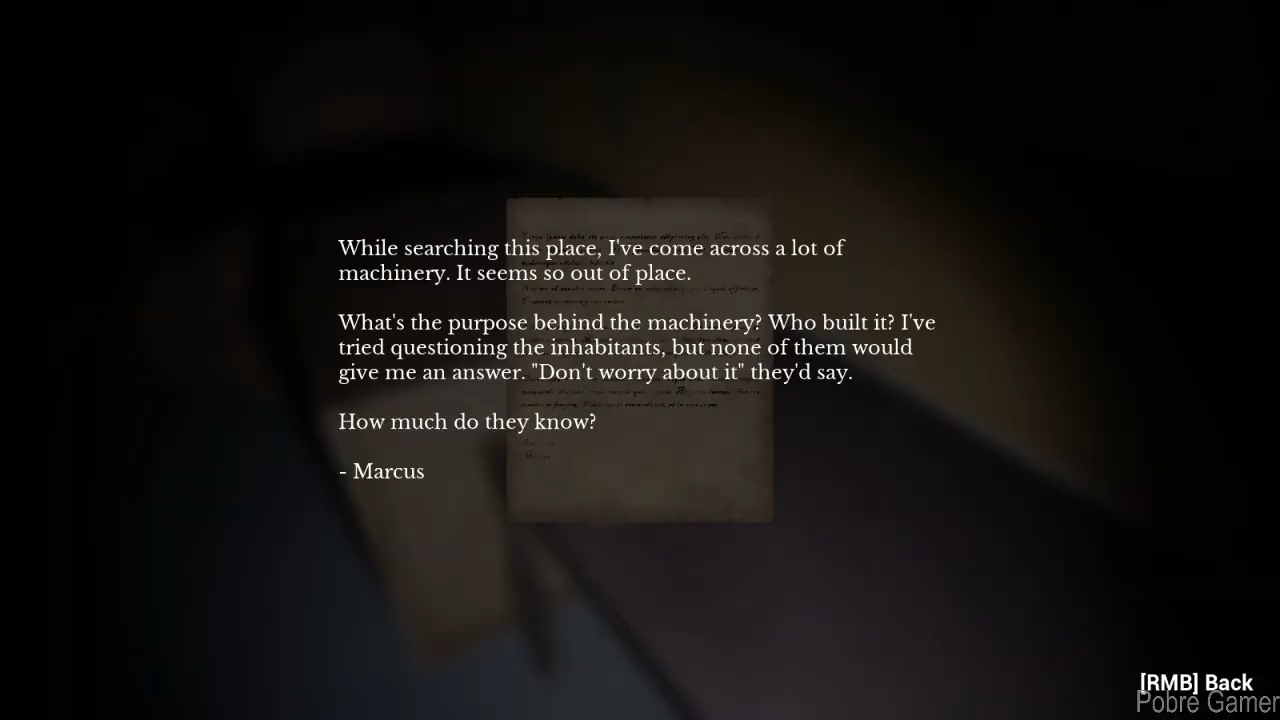 While searching this place, I've come across a lot of
machinery. It seems so out of place.
What's the purpose behind the machinery? Who built it? I've
tried questioning the inhabitants, but none of them would
give me an answer. "Don't worry about it" they'd say.
How much do they know?
- Marcus
[RMB] Back
Pobre Gamer